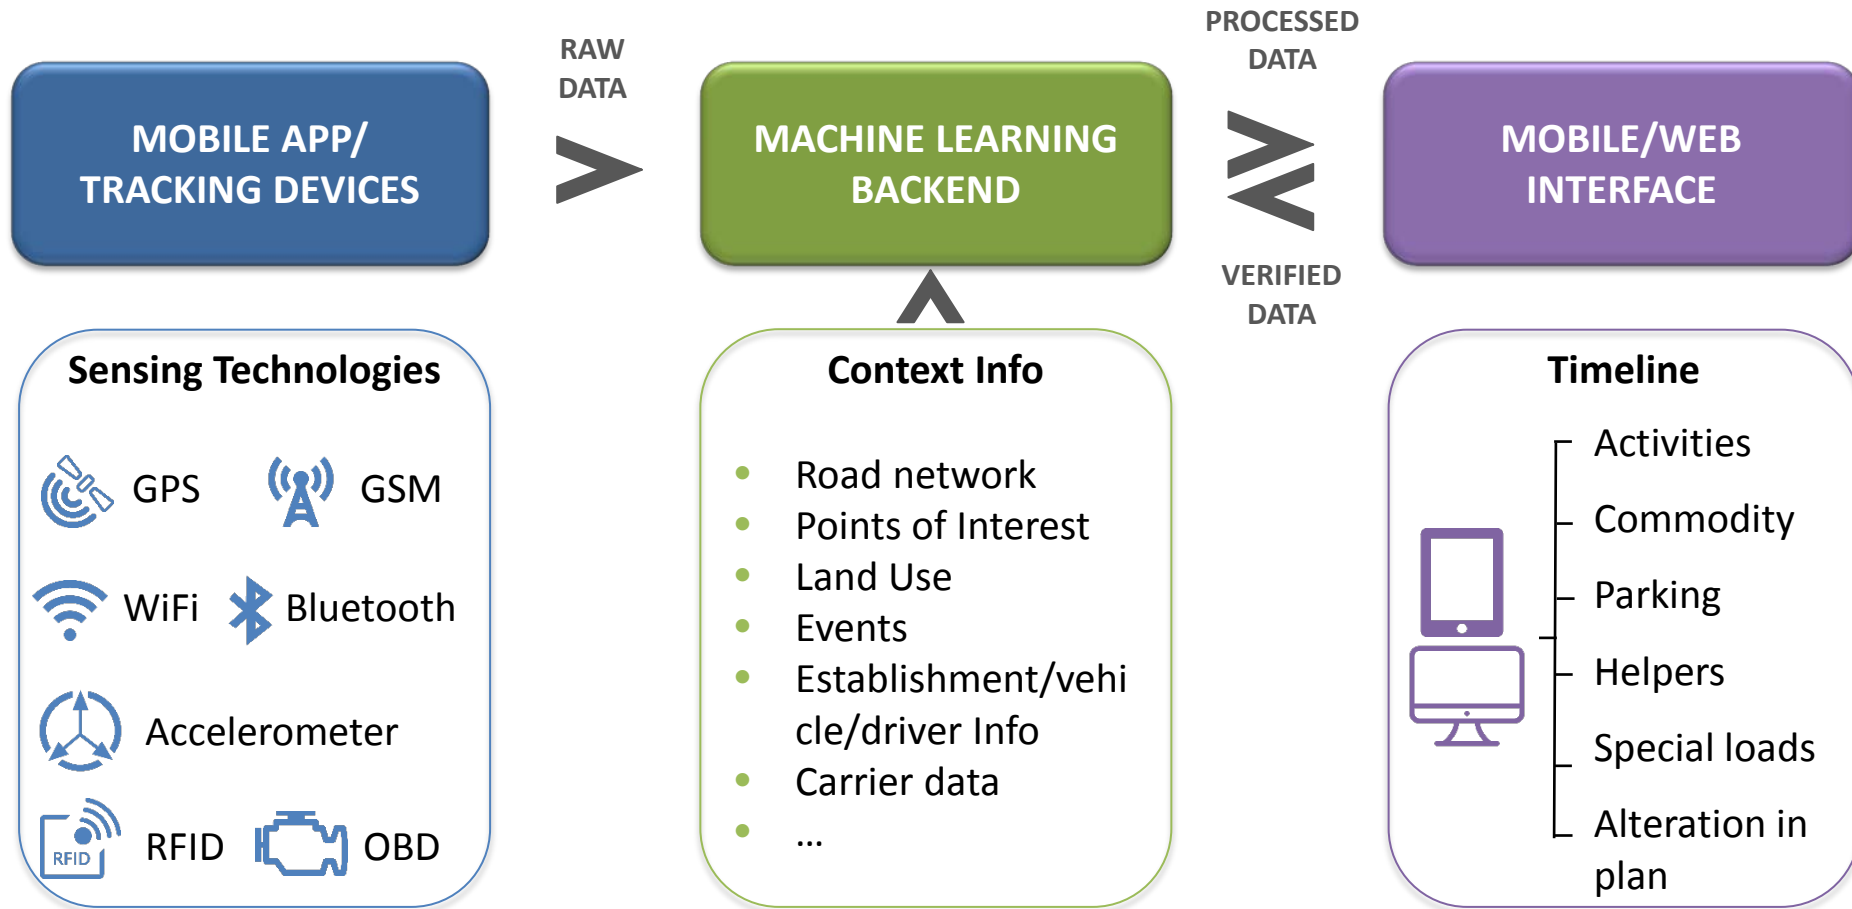 MOBILE APP/
TRACKING DEVICES
RAW
DATA
MACHINE LEARNING
BACKEND
PROCESSED
DATA
VERIFIED
DATA
MOBILE/WEB
INTERFACE
Sensing Technologies
GPS
GSM
WiFi
Bluetooth
Accelerometer
RFID
RFID
OBD
Context Info
• Road network
• Points of Interest
• Land Use
• Events
• Establishment/vehi
cle/driver Info
• Carrier data
• ...
Timeline
Activities
Commodity
Parking
Helpers
Special loads
Alteration in
plan